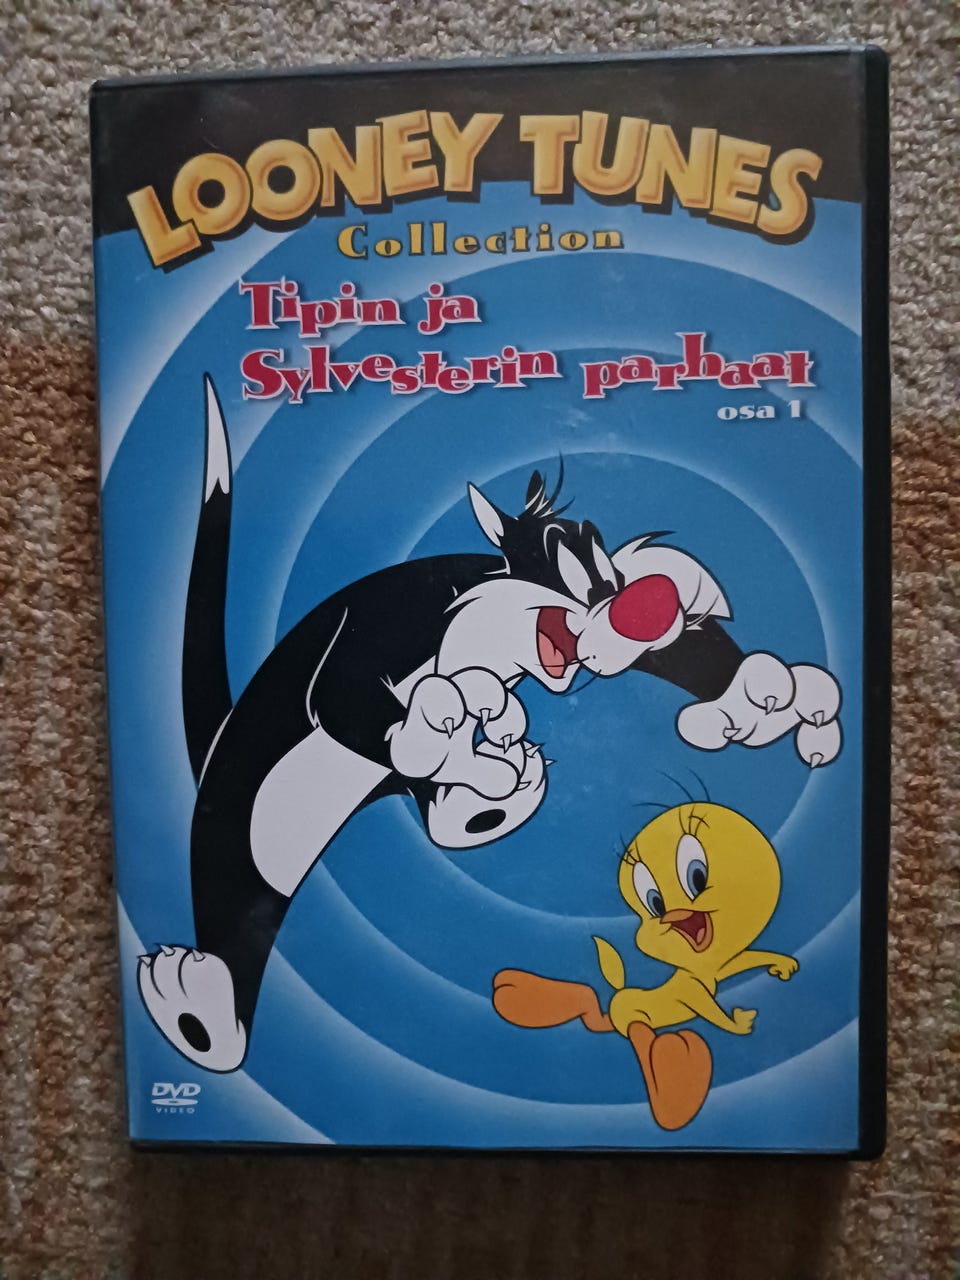 LOONEY TUNES
Collection
Tipin ja
Sylvesterin parhaat
osa 1
DVD
VIDEO